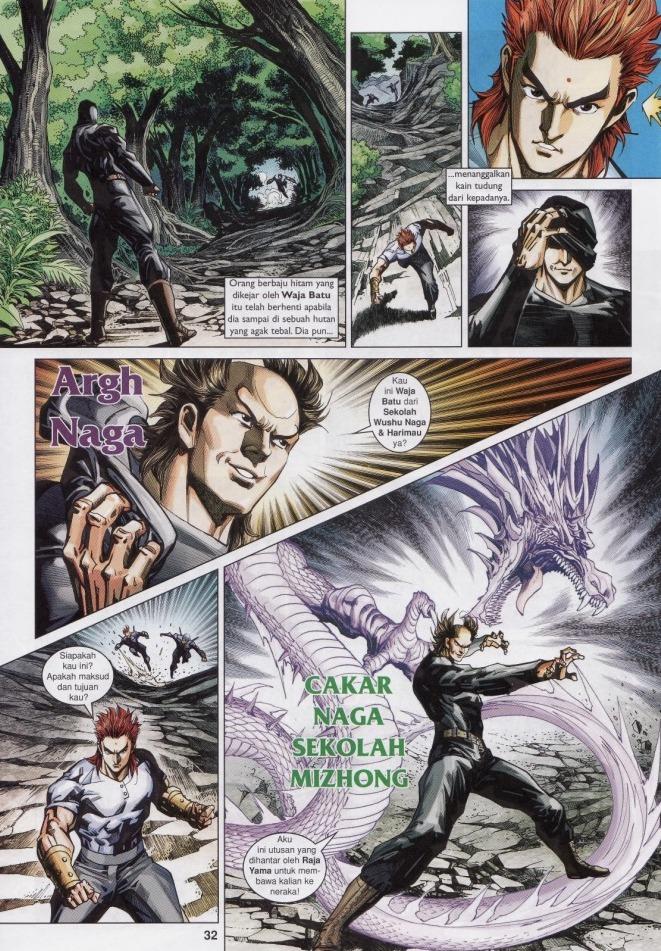 Orang berbaju hitam yang
dikejar oleh Waja Batu
itu telah berhenti apabila
dia sampai di sebuah hutan
yang agak tebal. Dia pun...
...menanggalkan
kain tudung
dari kepadanya.
Argh
Naga
Kau
ini Waja
Batu dari
Sekolah
Wushu Naga
& Harimau
ya?
Siapakah
kau ini?
Apakah maksud
dan tujuan
kau?
CAKAR
NAGA
SEKOLAH
MIZHONG
Aku
ini utusan yang
dihantar oleh Raja
Yama untuk mem-
bawa kalian ke
neraka!
32